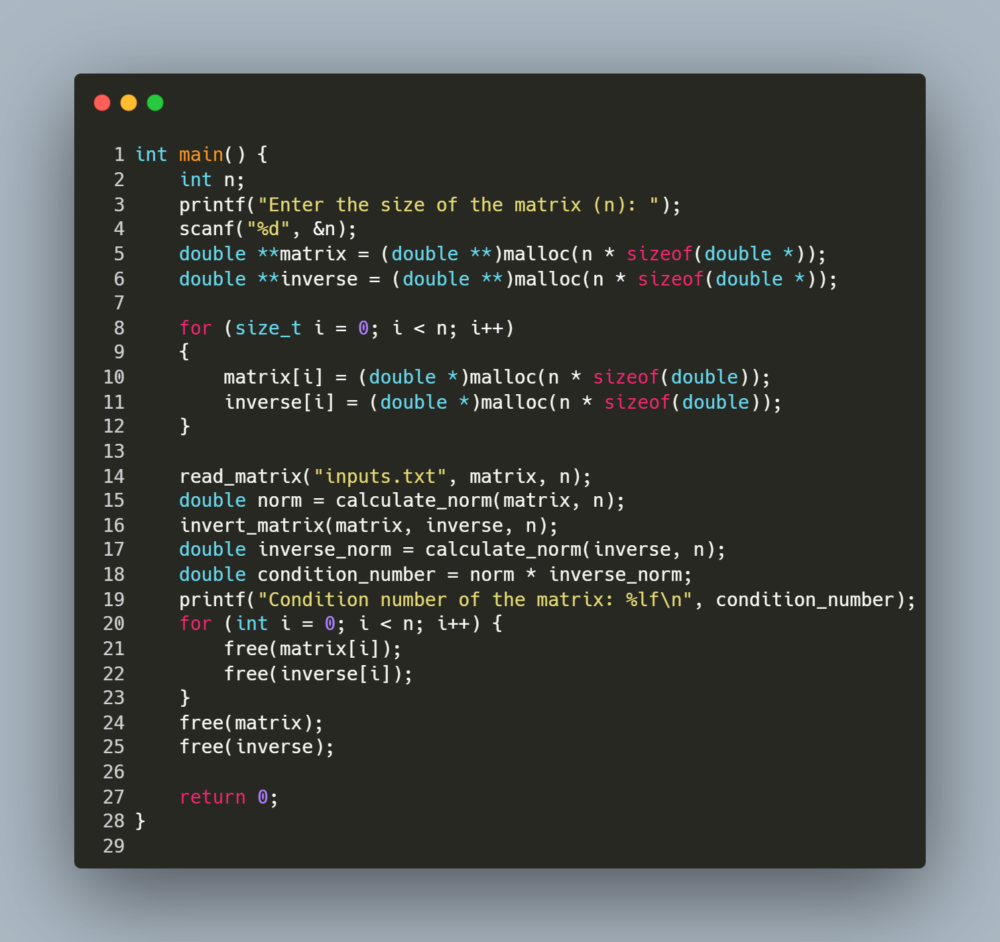 1 int main() {
2     int n;
3     printf("Enter the size of the matrix (n): ");
4     scanf("%d", &n);
5     double **matrix = (double **)malloc(n * sizeof(double *));
6     double **inverse = (double **)malloc(n * sizeof(double *));
7
8     for (size_t i = 0; i < n; i++)
9     {
10         matrix[i] = (double *)malloc(n * sizeof(double));
11         inverse[i] = (double *)malloc(n * sizeof(double));
12     }
13
14     read_matrix("inputs.txt", matrix, n);
15     double norm = calculate_norm(matrix, n);
16     invert_matrix(matrix, inverse, n);
17     double inverse_norm = calculate_norm(inverse, n);
18     double condition_number = norm * inverse_norm;
19     printf("Condition number of the matrix: %lf\n", condition_number);
20     for (int i = 0; i < n; i++) {
21         free(matrix[i]);
22         free(inverse[i]);
23     }
24     free(matrix);
25     free(inverse);
26
27     return 0;
28 }
29